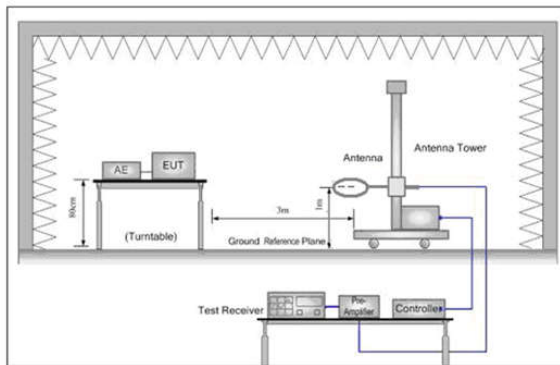 Antenna Tower
Antenna
EUT
AE
80cm
1m
3m
(Turntable)
Ground Reference Plane
Test Receiver
Pre-
Amplifier
Controller